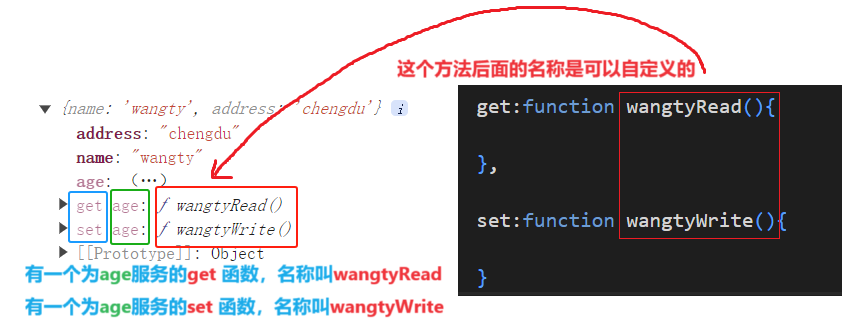 这个方法后面的名称是可以自定义的
{name: 'wangty', address: 'chengdu'} i
address: "chengdu"
name: "wangty"
age: (...)
get age: ƒ wangtyRead()
set age: ƒ wangtyWrite()
[[Prototype]]: Object
有一个为age服务的get 函数，名称叫wangtyRead
有一个为age服务的set 函数，名称叫wangtyWrite
get:function wangtyRead(){
},
set:function wangtyWrite(){
}